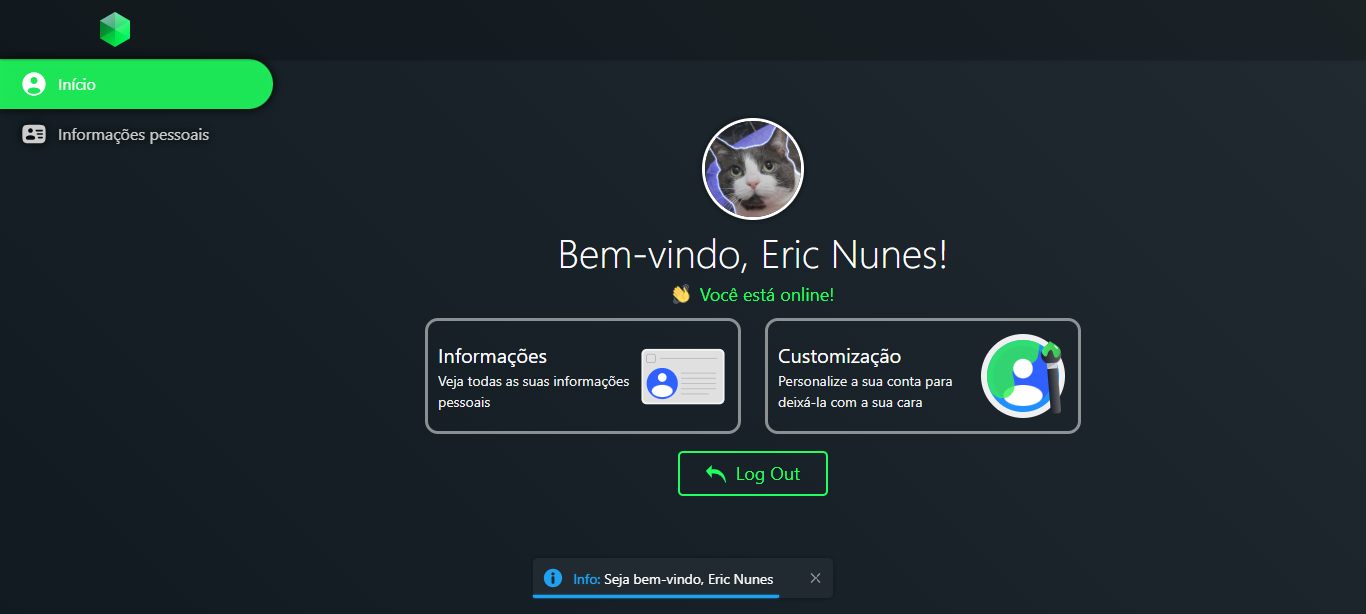 Início
Informações pessoais
Bem-vindo, Eric Nunes!
👋 Você está online!
Informações
Veja todas as suas informações
pessoais
Customização
Personalize a sua conta para
deixá-la com a sua cara
Log Out
Info: Seja bem-vindo, Eric Nunes